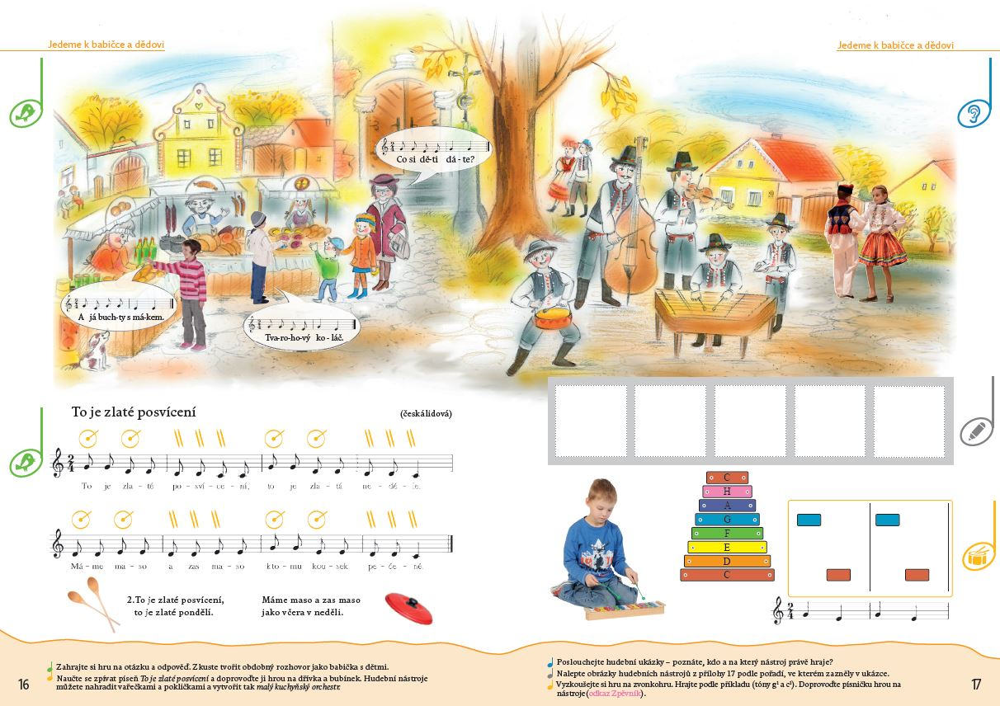 Jedeme k babičce a dědovi
Co si dě-ti dá-te?
A já buch-ty s má-kem.
Tva-ro-ho-vý ko-láč.
To je zlaté posvícení
(českálidová)
2
4
To je zla-té po-sví-ce-ní, to je zla-tá ne-dě-le.
Má-me ma-so a zas ma-so kto-mu kou-sek pe-če-ně.
2.To je zlaté posvícení,
to je zlaté pondělí.
Máme maso a zas maso
jako včera v neděli.
Zahrajte si hru na otázku a odpověď. Zkuste tvořit obdobný rozhovor jako babička s dětmi.
Naučte se zpívat píseň To je zlaté posvícení a doprovoďte ji hrou na dřívka a bubínek. Hudební nástroje
můžete nahradit vařečkami a pokličkami a vytvořit tak malý kuchyňský orchestr.
16
Jedeme k babičce a dědovi
C
H
A
G
F
E
D
C
2
4
Poslouchejte hudební ukázky – poznáte, kdo a na který nástroj právě hraje?
Nalepte obrázky hudebních nástrojů z přílohy 17 podle pořadí, ve kterém zazněly v ukázce.
Vyzkoušejte si hru na zvonkohru. Hrajte podle příkladu (tóny g¹ a c¹). Doprovoďte písničku hrou na
nástroje(odkaz Zpěvník).
17